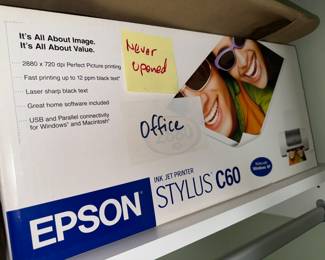 It's All About Image.
It's All About Value.
2880 x 720 dpi Perfect Picture printing
Fast printing up to 12 ppm black text*
Laser sharp black text
Great home software included
USB and Parallel connectivity
for Windows® and Macintosh®
Never
opened
Office
EPSON®
INK JET PRINTER
STYLUS® C60